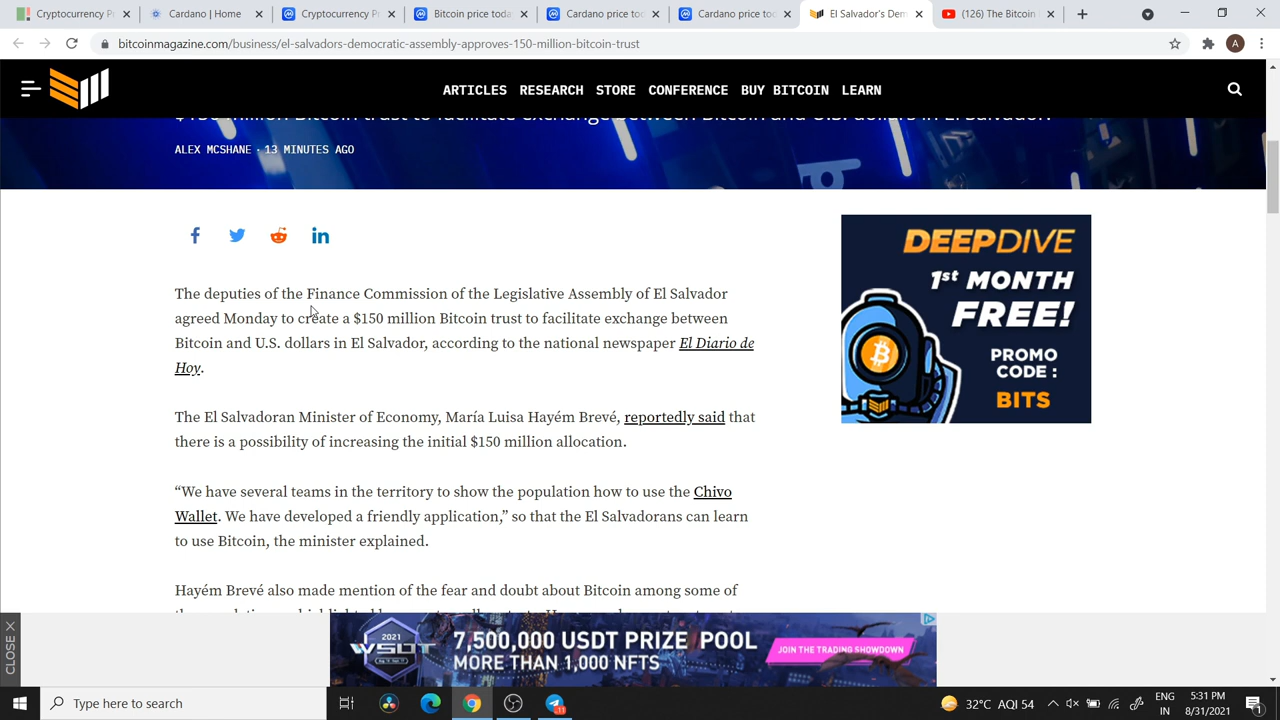 Cryptocurrency P
Cardano | McShane
Cryptocurrency P
Bitcoin price toda
Cardano price to
Cardano price to
El Salvador's Dem
(126) The Bitcoin
bitcoinmagazine.com/business/el-salvadors-democratic-assembly-approves-150-million-bitcoin-trust
A
ARTICLES RESEARCH STORE CONFERENCE BUY BITCOIN LEARN
$150 million Bitcoin trust to facilitate exchange between Bitcoin and U.S. dollars in El Salvador.
ALEX MCSHANE · 13 MINUTES AGO
The deputies of the Finance Commission of the Legislative Assembly of El Salvador
agreed Monday to create a $150 million Bitcoin trust to facilitate exchange between
Bitcoin and U.S. dollars in El Salvador, according to the national newspaper El Diario de
Hoy.
The El Salvadoran Minister of Economy, María Luisa Hayém Brevé, reportedly said that
there is a possibility of increasing the initial $150 million allocation.
“We have several teams in the territory to show the population how to use the Chivo
Wallet. We have developed a friendly application,” so that the El Salvadorans can learn
to use Bitcoin, the minister explained.
Hayém Brevé also made mention of the fear and doubt about Bitcoin among some of
DEEPDIVE
1st MONTH
FREE!
PROMO
CODE :
BITS
CLOSE X
2021
WSOT
7,500,000 USDT PRIZE POOL
MORE THAN 1,000 NFTS
JOIN THE TRADING SHOWDOWN
Type here to search
32°C AQI 54
ENG
IN
5:31 PM
8/31/2021